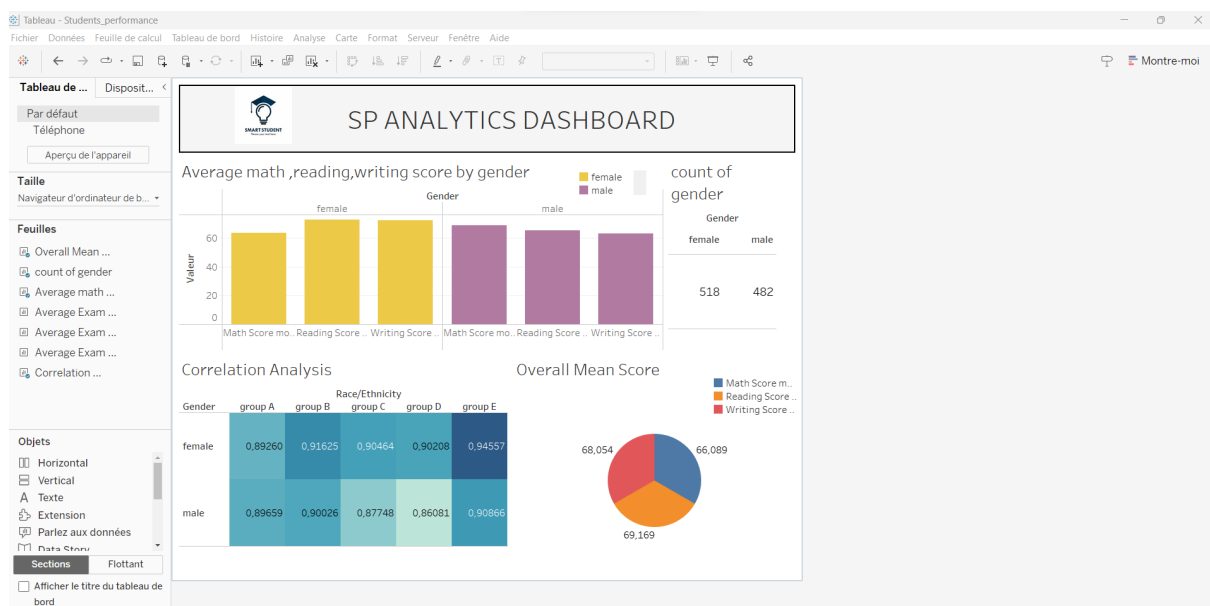 Tableau - Students_performance
Fichier Données Feuille de calcul Tableau de bord Histoire Analyse Carte Format Serveur Fenêtre Aide
Montre-moi
Tableau de ... Disposit...
Par défaut
Téléphone
Aperçu de l'appareil
Taille
Navigateur d'ordinateur de b...
Feuilles
Overall Mean ...
count of gender
Average math ...
Average Exam ...
Average Exam ...
Average Exam ...
Correlation ...
Objets
Horizontal
Vertical
A Texte
Extension
Parlez aux données
Data Story
Sections Flottant
Afficher le titre du tableau de
bord
SMART STUDENT
SP ANALYTICS DASHBOARD
Average math ,reading,writing score by gender
female
male
Gender
female male
Valeur
60
40
20
0
Math Score mo.. Reading Score .. Writing Score .. Math Score mo.. Reading Score .. Writing Score ..
count of
gender
Gender
female male
518 482
Correlation Analysis
Race/Ethnicity
Gender group A group B group C group D group E
female 0,89260 0,91625 0,90464 0,90208 0,94557
male 0,89659 0,90026 0,87748 0,86081 0,90866
Overall Mean Score
Math Score m..
Reading Score ..
Writing Score ..
68,054 66,089
69,169